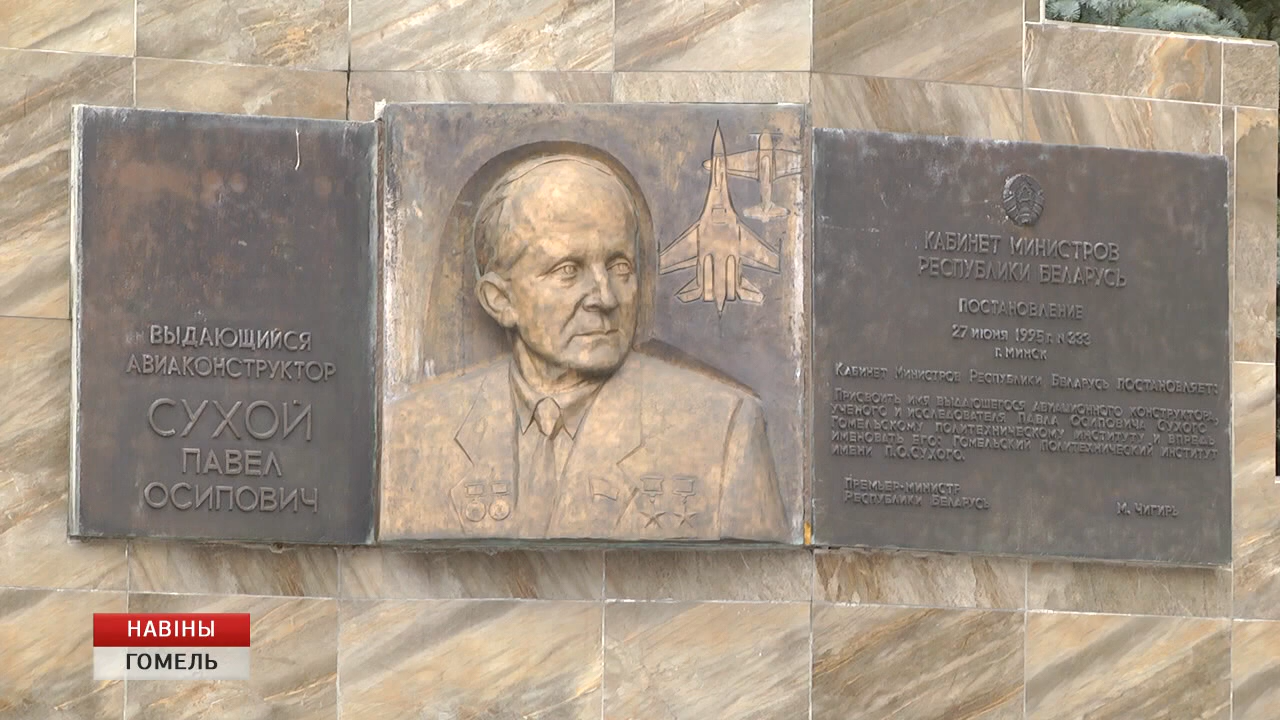 ВЫДАЮЩИЙСЯ
АВИАКОНСТРУКТОР
СУХОЙ
ПАВЕЛ
ОСИПОВИЧ
КАБИНЕТ МИНИСТРОВ
РЕСПУБЛИКИ БЕЛАРУСЬ
ПОСТАНОВЛЕНИЕ
27 ИЮНЯ 1995 Г. N 333
Г. МИНСК
КАБИНЕТ МИНИСТРОВ РЕСПУБЛИКИ БЕЛАРУСЬ ПОСТАНОВЛЯЕТ:
ПРИСВОИТЬ ИМЯ ВЫДАЮЩЕГОСЯ АВИАЦИОННОГО КОНСТРУКТОРА,
УЧЕНОГО И ИССЛЕДОВАТЕЛЯ ПАВЛА ОСИПОВИЧА СУХОГО
ГОМЕЛЬСКОМУ ПОЛИТЕХНИЧЕСКОМУ ИНСТИТУТУ И ВПРЕДЬ
ИМЕНОВАТЬ ЕГО: ГОМЕЛЬСКИЙ ПОЛИТЕХНИЧЕСКИЙ ИНСТИТУТ
ИМЕНИ П.О.СУХОГО.
ПРЕМЬЕР-МИНИСТР
РЕСПУБЛИКИ БЕЛАРУСЬ
М. ЧИГИРЬ
НАВІНЫ
ГОМЕЛЬ